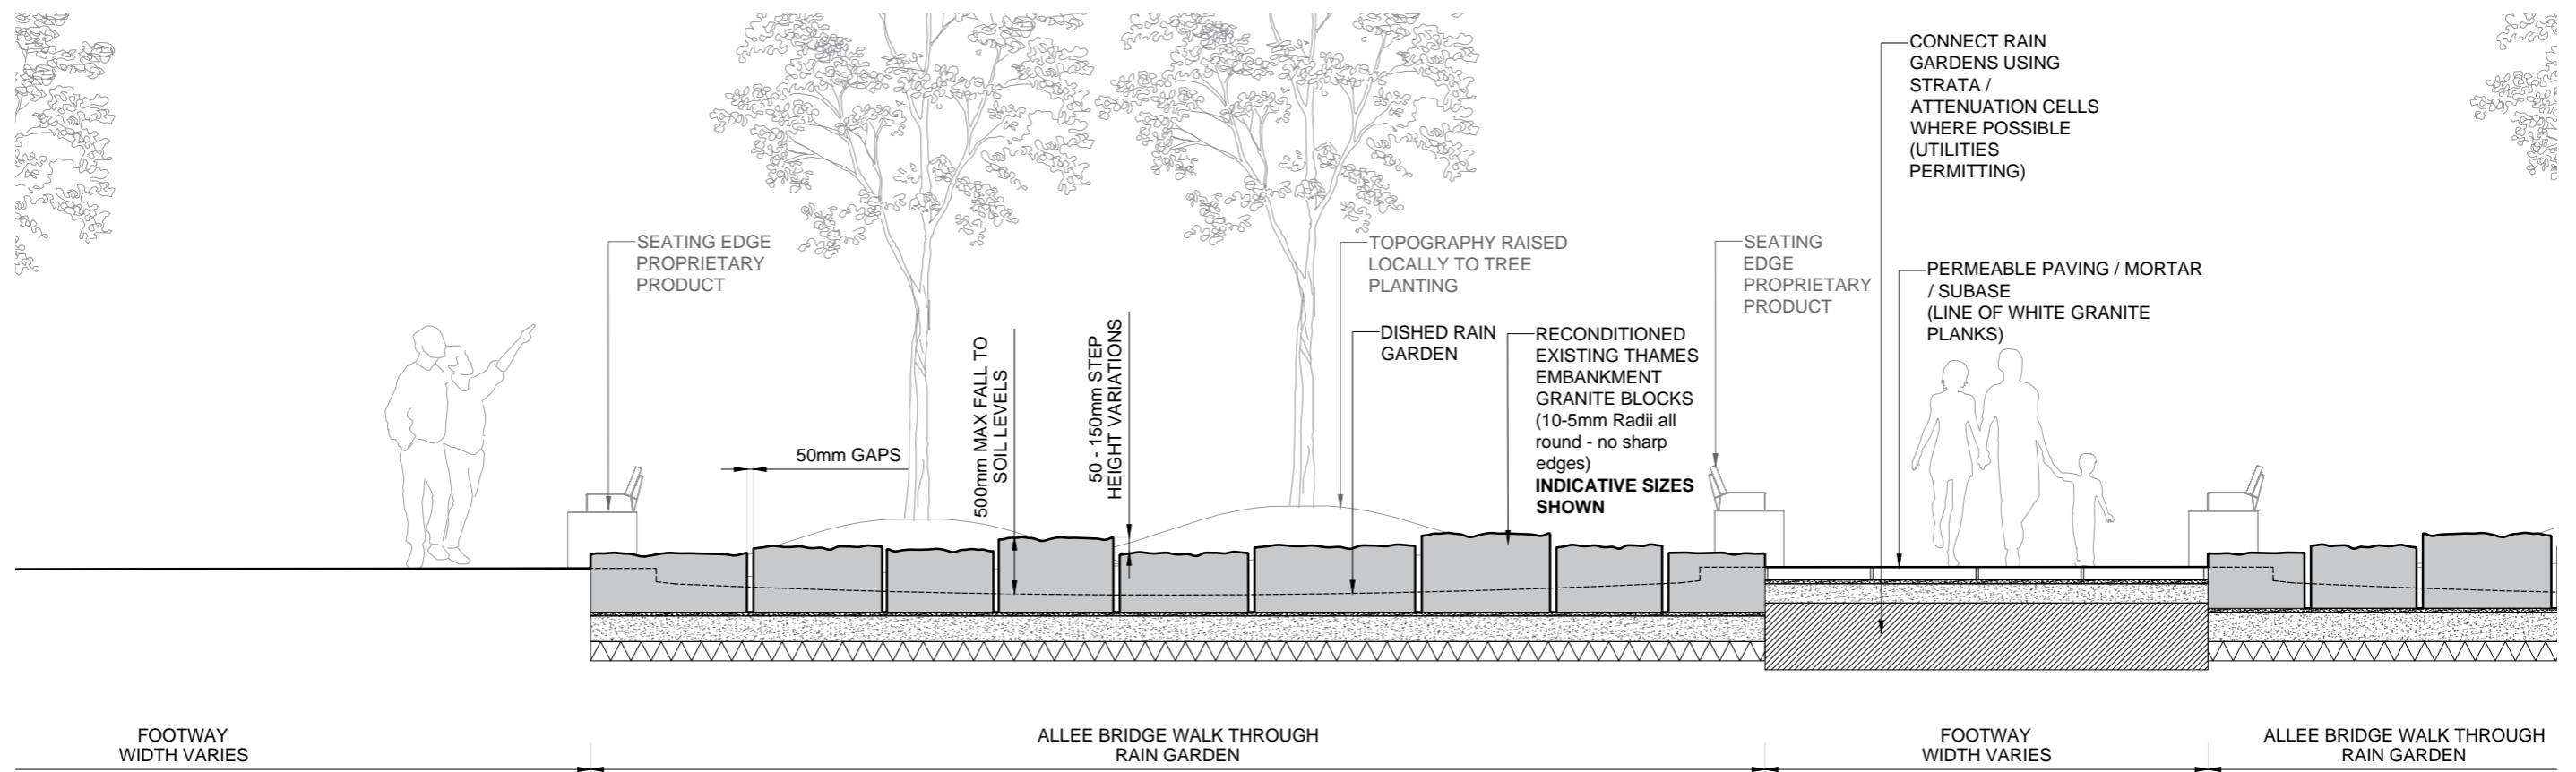 CONNECT RAIN
GARDENS USING
STRATA /
ATTENUATION CELLS
WHERE POSSIBLE
(UTILITIES
PERMITTING)
SEATING EDGE
PROPRIETARY
PRODUCT
TOPOGRAPHY RAISED
LOCALLY TO TREE
PLANTING
SEATING
EDGE
PROPRIETARY
PRODUCT
PERMEABLE PAVING / MORTAR
/ SUBASE
(LINE OF WHITE GRANITE
PLANKS)
50mm GAPS
500mm MAX FALL TO
SOIL LEVELS
50 - 150mm STEP
HEIGHT VARIATIONS
DISHED RAIN
GARDEN
RECONDITIONED
EXISTING THAMES
EMBANKMENT
GRANITE BLOCKS
(10-5mm Radii all
round - no sharp
edges)
INDICATIVE SIZES
SHOWN
FOOTWAY
WIDTH VARIES
ALLEE BRIDGE WALK THROUGH
RAIN GARDEN
FOOTWAY
WIDTH VARIES
ALLEE BRIDGE WALK THROUGH
RAIN GARDEN